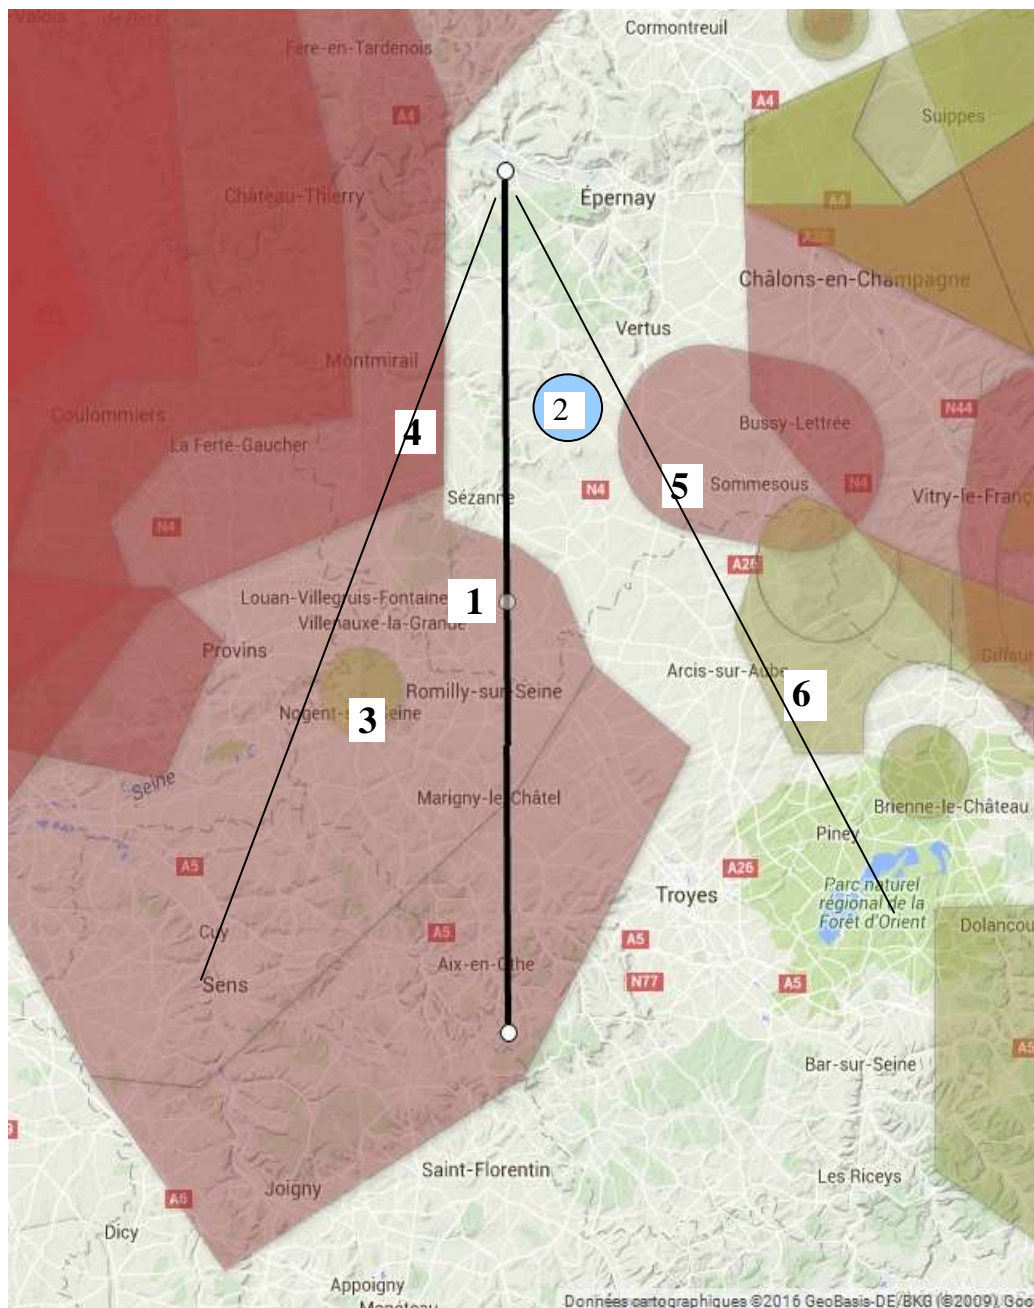 Cormontreuil
Fère-en-Tardenois
A4
A4
Suippes
Château-Thierry
Épernay
A4
Châlons-en-Champagne
Vertus
Montmirail
Coulommiers
2
N44
Bussy-Lettrée
4
La Ferté-Gaucher
5
Sommesous
N4
N4
Sézanne
Vitry-le-Franç
N4
A26
Louan-Villegruis-Fontaine
1
Villenauxe-la-Grande
Provins
Giffaum
Arcis-sur-Aube
6
Romilly-sur-Seine
Nogent-sur-Seine
3
Seine
Marigny-le-Châtel
Brienne-le-Château
Piney
A5
A26
Troyes
Parc naturel
régional de la
Forêt d'Orient
Cuy
A5
A5
Dolancou
Aix-en-Othe
Sens
N77
A5
A5
Bar-sur-Seine
Saint-Florentin
Les Riceys
A6
Joigny
Dicy
Appoigny
Données cartographiques ©2016 GeoBasis-DE/BKG (©2009), Goo